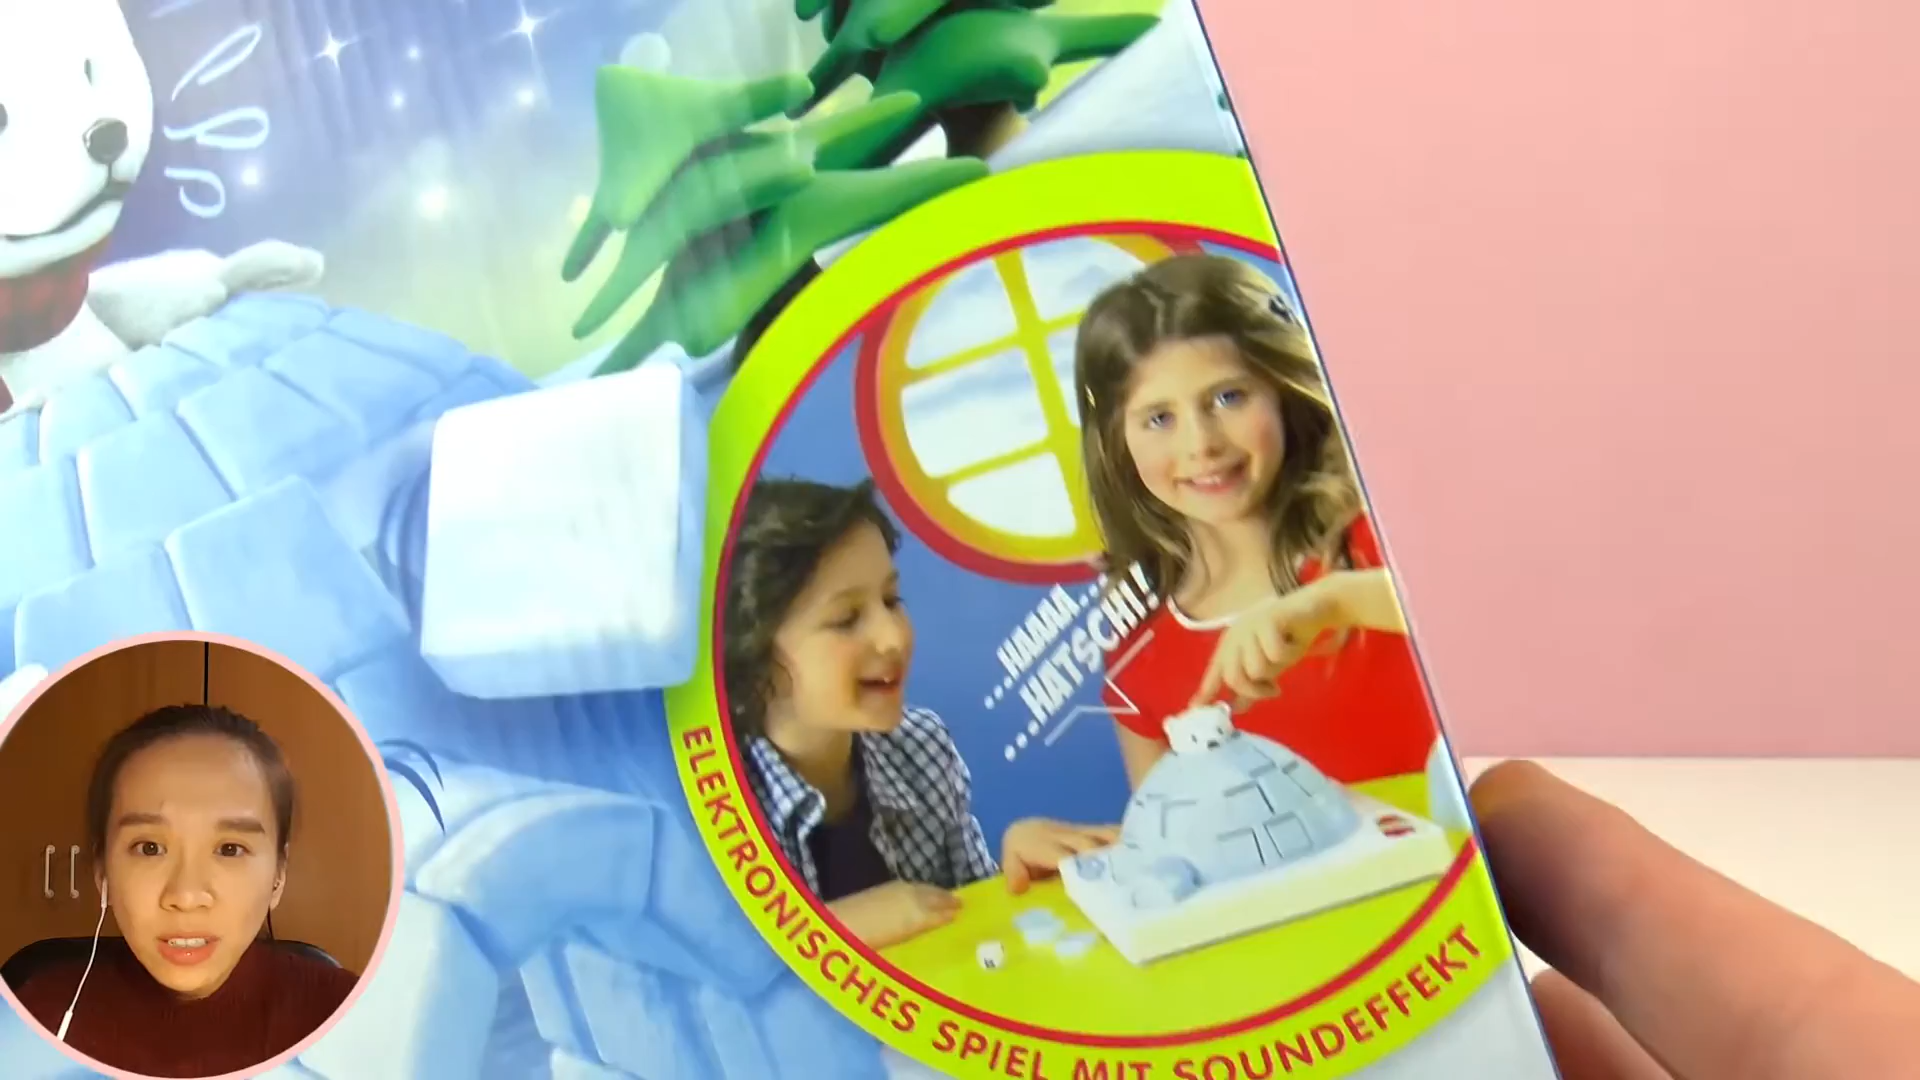 ...HAAAA...
...HATSCHI!
ELEKTRONISCHES SPIEL MIT SOUNDEFFEKT